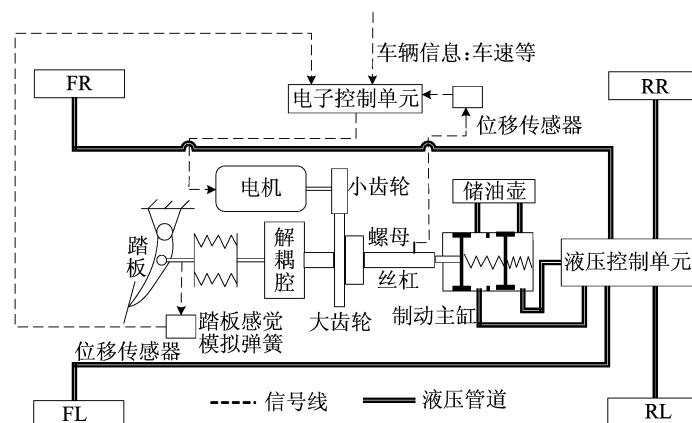 车辆信息:车速等
FR
RR
电子控制单元
位移传感器
电机
小齿轮
储油壶
踏板
解耦腔
螺母
丝杠
液压控制单元
制动主缸
大齿轮
踏板感觉
模拟弹簧
位移传感器
信号线
液压管道
FL
RL